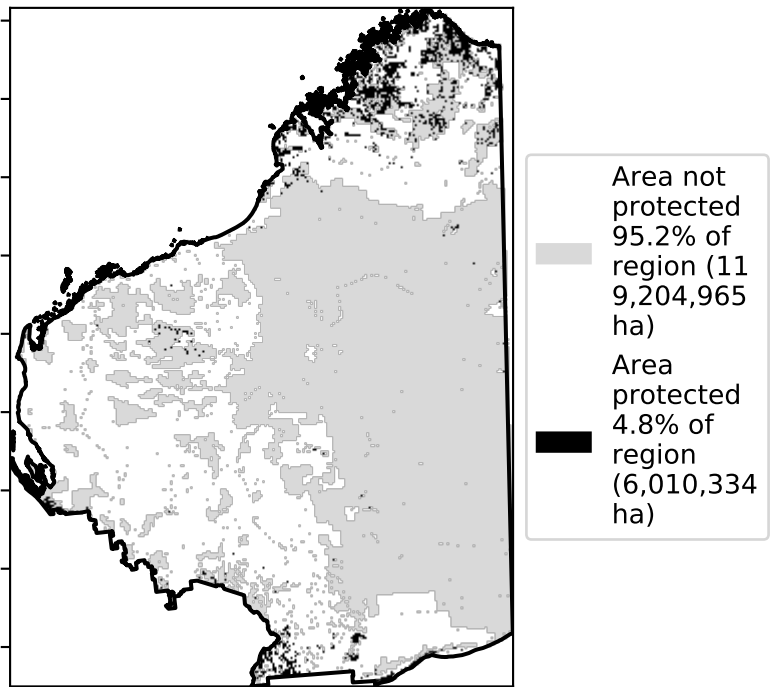 Area not
protected
95.2% of
region (11
9,204,965
ha)
Area
protected
4.8% of
region
(6,010,334
ha)